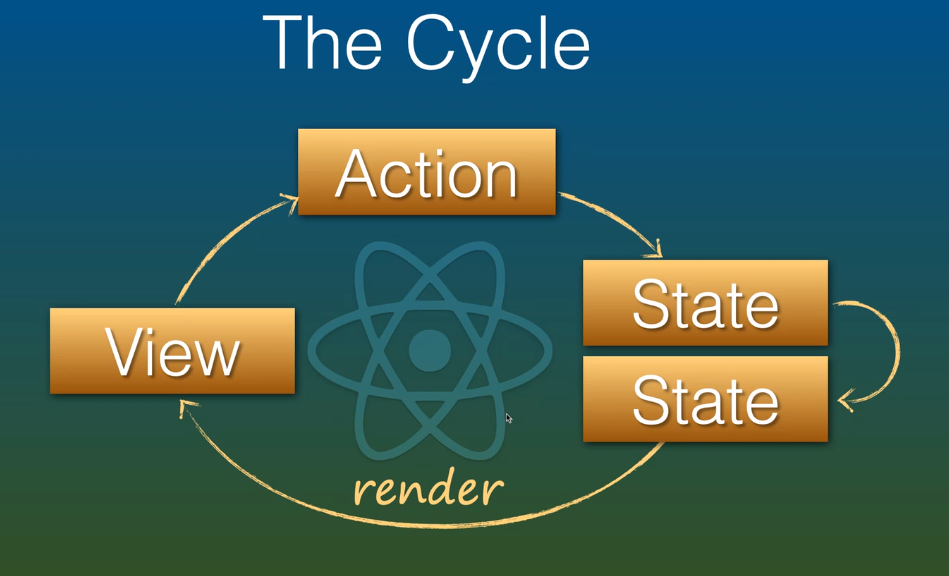 The Cycle
Action
State
View
State
render